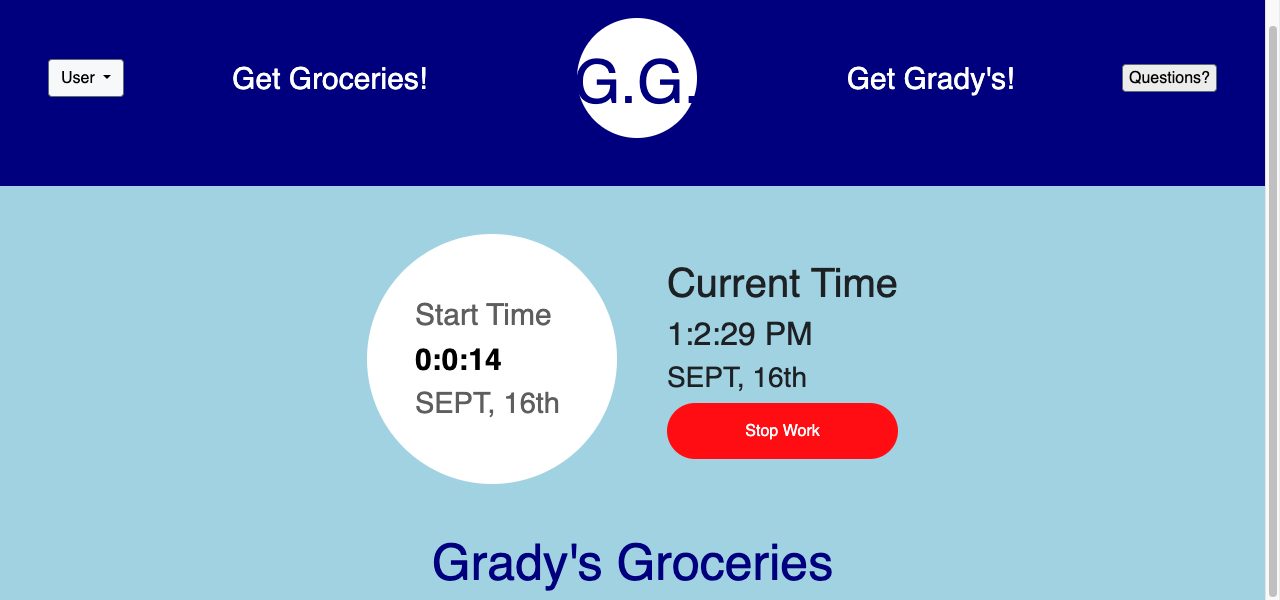 User
Get Groceries!
G.G.
Get Grady's!
Questions?
Start Time
0:0:14
SEPT, 16th
Current Time
1:2:29 PM
SEPT, 16th
Stop Work
Grady's Groceries